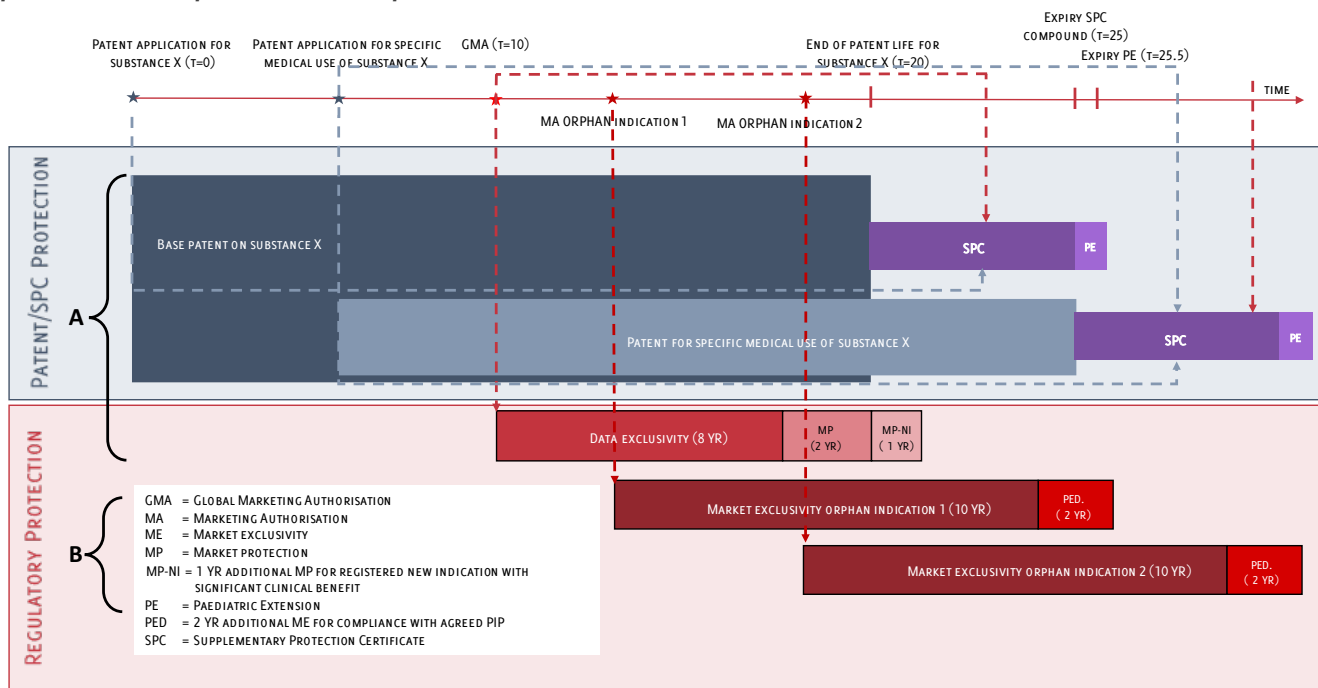 EXPIRY SPC
COMPOUND (T=25)
PATENT APPLICATION FOR
SUBSTANCE X (T=0)
PATENT APPLICATION FOR SPECIFIC
MEDICAL USE OF SUBSTANCE X
GMA (T=10)
END OF PATENT LIFE FOR
SUBSTANCE X (T=20)
EXPIRY PE (T=25.5)
TIME
MA ORPHAN INDICATION 1
MA ORPHAN INDICATION 2
PATENT/SPC PROTECTION
A
BASE PATENT ON SUBSTANCE X
SPC
PE
PATENT FOR SPECIFIC MEDICAL USE OF SUBSTANCE X
SPC
PE
REGULATORY PROTECTION
DATA EXCLUSIVITY (8 YR)
MP
(2 YR)
MP-NI
( 1 YR)
MARKET EXCLUSIVITY ORPHAN INDICATION 1 (10 YR)
PED.
( 2 YR)
MARKET EXCLUSIVITY ORPHAN INDICATION 2 (10 YR)
PED.
( 2 YR)
B
GMA = GLOBAL MARKETING AUTHORISATION
MA = MARKETING AUTHORISATION
ME = MARKET EXCLUSIVITY
MP = MARKET PROTECTION
MP-NI = 1 YR ADDITIONAL MP FOR REGISTERED NEW INDICATION WITH
SIGNIFICANT CLINICAL BENEFIT
PE = PAEDIATRIC EXTENSION
PED = 2 YR ADDITIONAL ME FOR COMPLIANCE WITH AGREED PIP
SPC = SUPPLEMENTARY PROTECTION CERTIFICATE